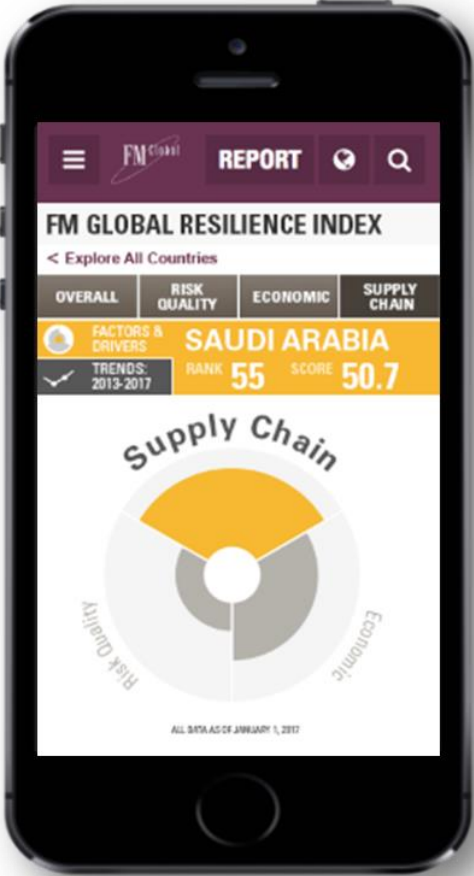 FM Global REPORT
FM GLOBAL RESILIENCE INDEX
< Explore All Countries
OVERALL RISK QUALITY ECONOMIC SUPPLY CHAIN
FACTORS & DRIVERS
SAUDI ARABIA
TRENDS: 2013-2017
RANK 55 SCORE 50.7
Supply Chain
Risk Quality
Economic
ALL DATA AS OF JANUARY 1, 2017